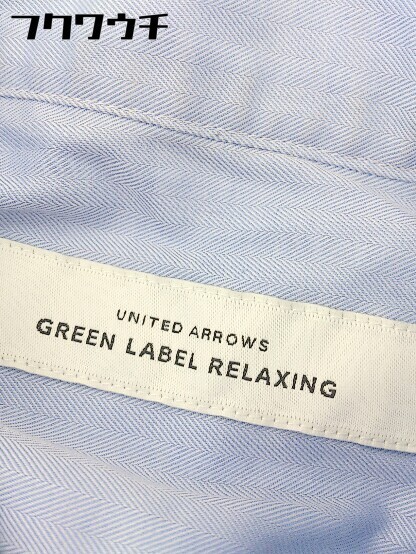 フクワウチ
UNITED ARROWS
GREEN LABEL RELAXING